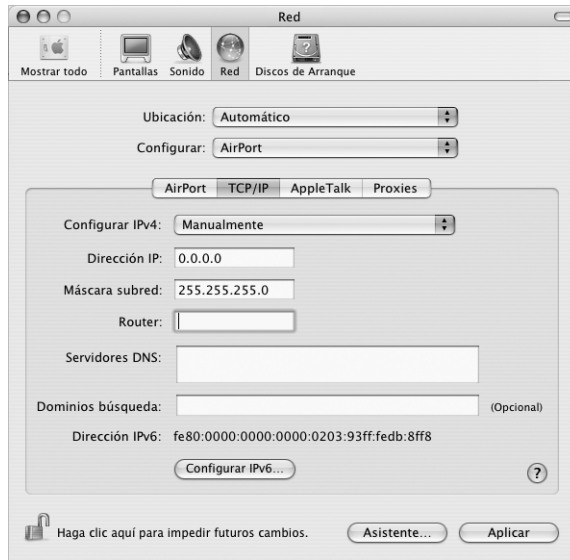 Red
Mostrar todo Pantallas Sonido Red Discos de Arranque
Ubicación: Automático
Configurar: AirPort
AirPort TCP/IP AppleTalk Proxies
Configurar IPv4: Manualmente
Dirección IP: 0.0.0.0
Máscara subred: 255.255.255.0
Router:
Servidores DNS:
Dominios búsqueda: (Opcional)
Dirección IPv6: fe80:0000:0000:0000:0203:93ff:fedb:8ff8
Configurar IPv6... ?
Haga clic aquí para impedir futuros cambios. Asistente... Aplicar